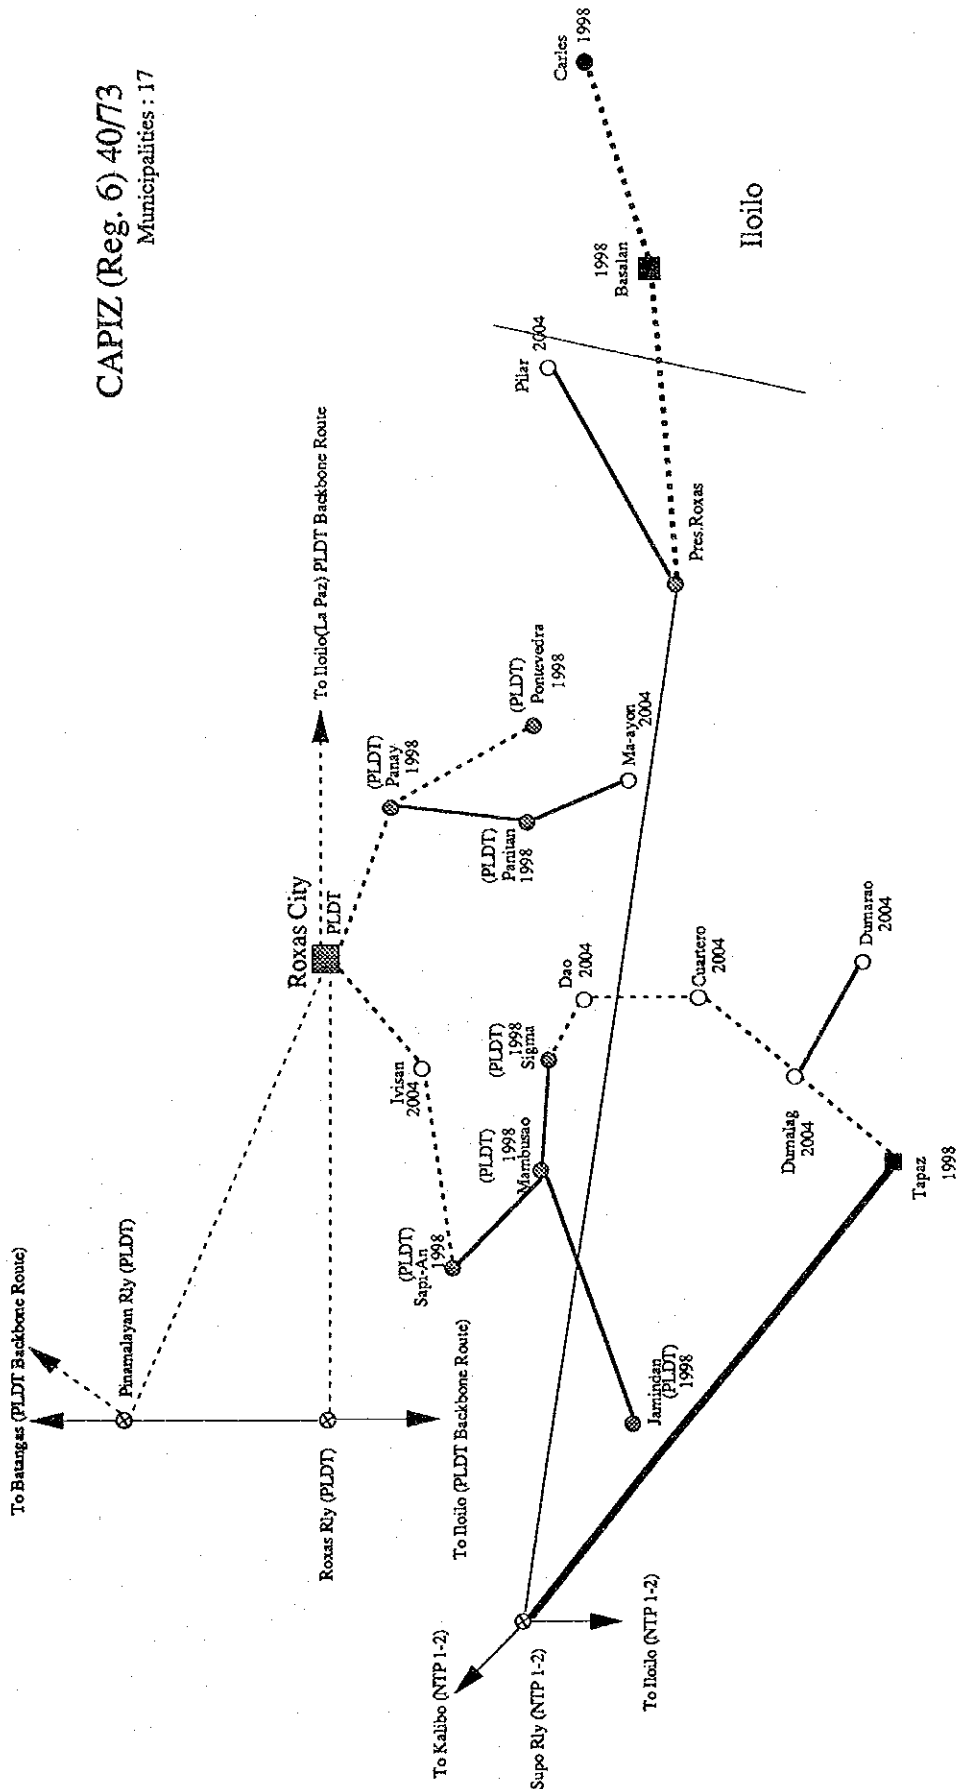 CAPIZ (Reg. 6) 40/73
Municipalities : 17
To Batangas (PLDT Backbone Route)
Pinamalayan Rly (PLDT)
Roxas Rly (PLDT)
To Iloilo (PLDT Backbone Route)
Roxas City
PLDT
To Iloilo(La Paz) PLDT Backbone Route
Ivisan
2004
(PLDT)
Sapi-An
1998
(PLDT)
1998
Mambusao
(PLDT)
1998
Sigma
Jamindan
(PLDT)
1998
Dao
2004
Cuartero
2004
Dumalag
2004
Dumarao
2004
Tapaz
1998
(PLDT)
Panay
1998
(PLDT)
Panitan
1998
(PLDT)
Pontevedra
1998
Ma-ayon
2004
To Kalibo (NTP 1-2)
Supo Rly (NTP 1-2)
To Iloilo (NTP 1-2)
Pres.Roxas
Pilar
2004
1998
Basalan
Carles
1998
Iloilo